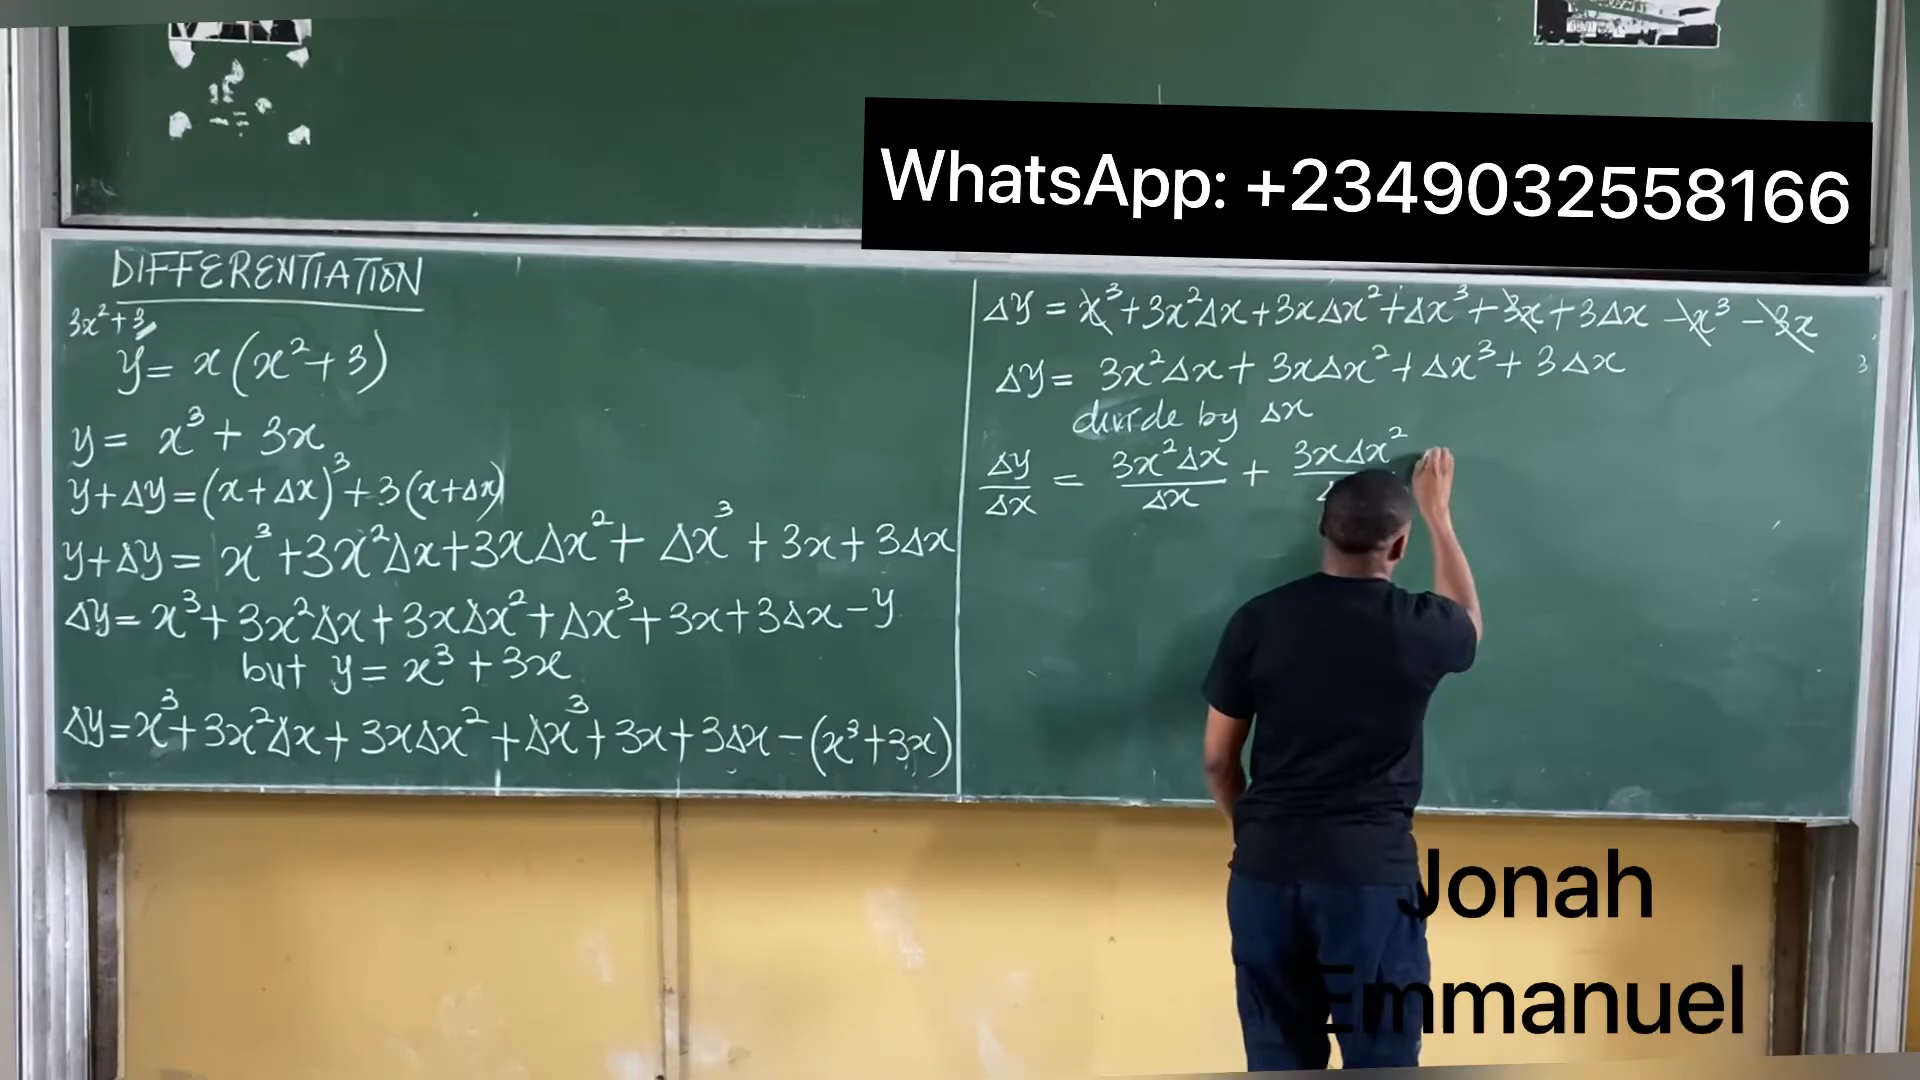 WhatsApp: +2349032558166
DIFFERENTIATION
3x²+3
y = x(x²+3)
y = x³ + 3x
y+Δy = (x+Δx)³ + 3(x+Δx)
y+Δy = x³+3x²Δx+3xΔx²+ Δx³ + 3x+3Δx
Δy = x³+3x²Δx+3xΔx²+Δx³+3x+3Δx-y
but y = x³ + 3x
Δy = x³+3x²Δx+3xΔx²+Δx³+3x+3Δx-(x³+3x)
Δy = x³+3x²Δx+3xΔx²+Δx³+3x+3Δx -x³ -3x
Δy = 3x²Δx+3xΔx²+Δx³+3Δx
3
divide by Δx
Δy/Δx = 3x²Δx/Δx + 3xΔx²
Jonah
Emmanuel